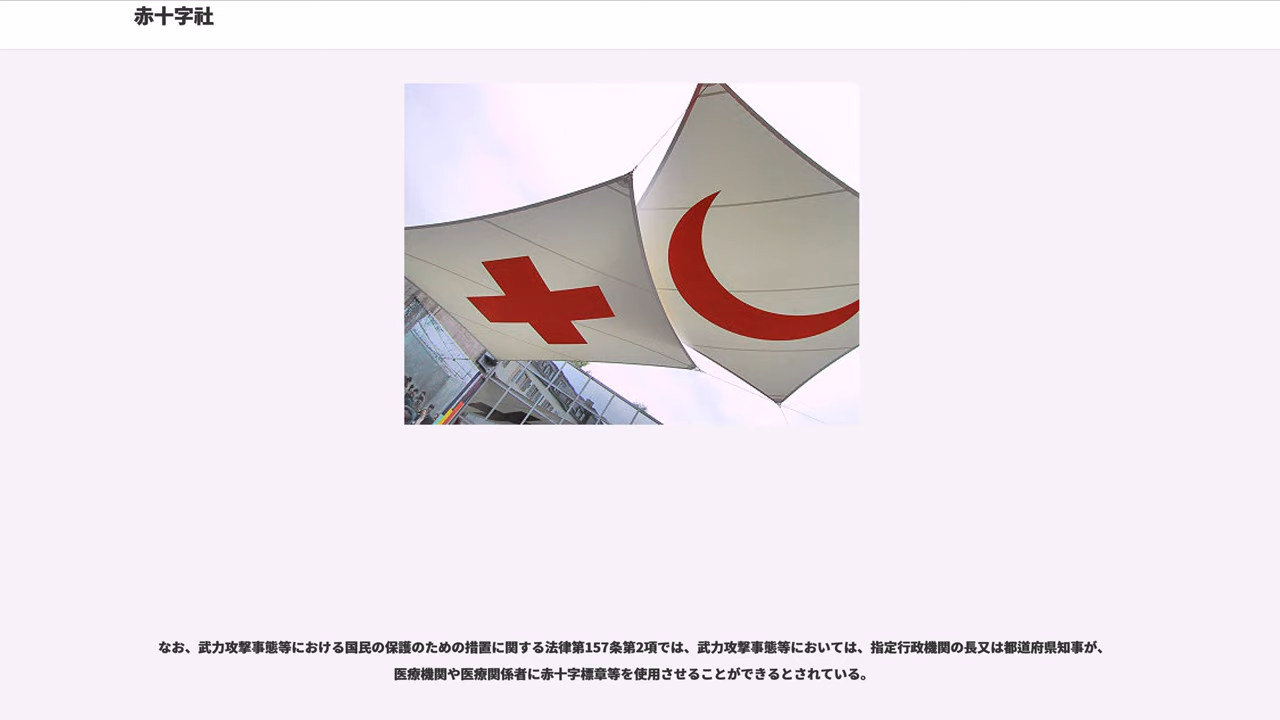 赤十字社
なお、武力攻撃事態等における国民の保護のための措置に関する法律第157条第2項では、武力攻撃事態等においては、指定行政機関の長又は都道府県知事が、
医療機関や医療関係者に赤十字標章等を使用させることができるとされている。